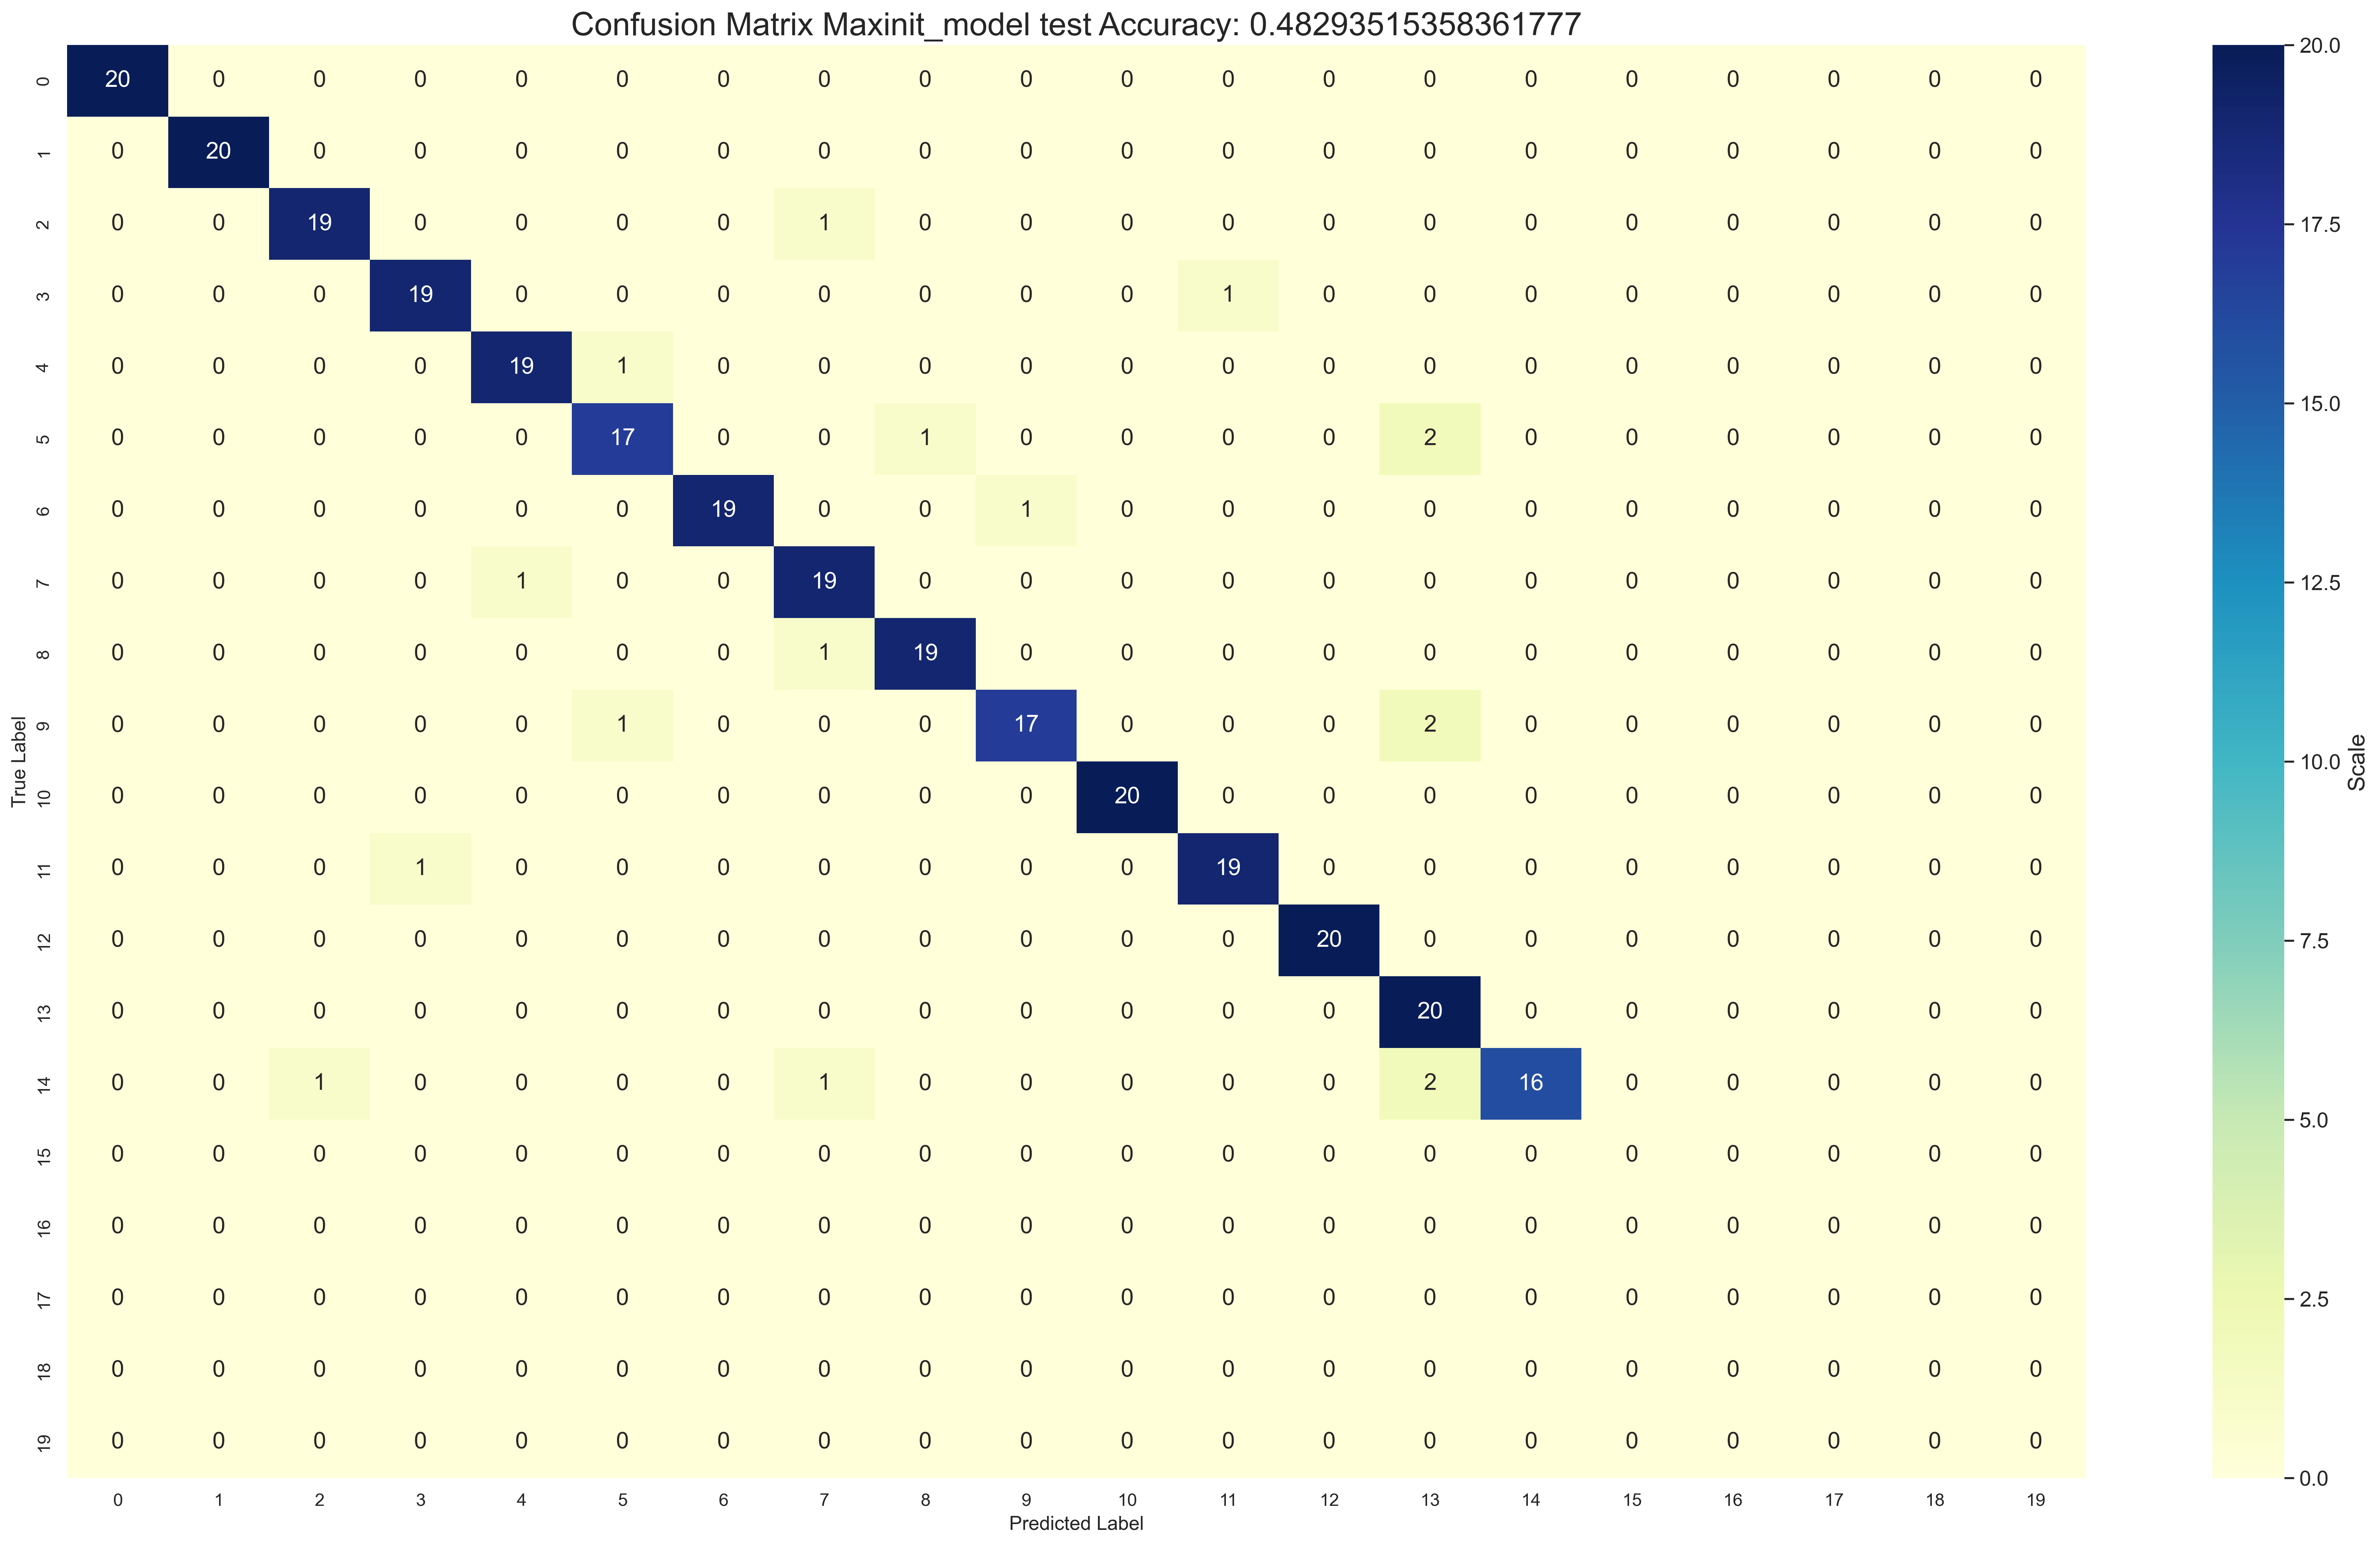 Confusion Matrix Maxinit_model test Accuracy: 0.48293515358361777
0 20 0 0 0 0 0 0 0 0 0 0 0 0 0 0 0 0 0 0 0
1 0 20 0 0 0 0 0 0 0 0 0 0 0 0 0 0 0 0 0 0
2 0 0 19 0 0 0 0 1 0 0 0 0 0 0 0 0 0 0 0 0
3 0 0 0 19 0 0 0 0 0 0 0 1 0 0 0 0 0 0 0 0
4 0 0 0 0 19 1 0 0 0 0 0 0 0 0 0 0 0 0 0 0
5 0 0 0 0 0 17 0 0 1 0 0 0 0 2 0 0 0 0 0 0
6 0 0 0 0 0 0 19 0 0 1 0 0 0 0 0 0 0 0 0 0
7 0 0 0 0 1 0 0 19 0 0 0 0 0 0 0 0 0 0 0 0
8 0 0 0 0 0 0 0 1 19 0 0 0 0 0 0 0 0 0 0 0
9 0 0 0 0 0 1 0 0 0 17 0 0 0 2 0 0 0 0 0 0
10 0 0 0 0 0 0 0 0 0 0 20 0 0 0 0 0 0 0 0 0
11 0 0 0 1 0 0 0 0 0 0 0 19 0 0 0 0 0 0 0 0
12 0 0 0 0 0 0 0 0 0 0 0 0 20 0 0 0 0 0 0 0
13 0 0 0 0 0 0 0 0 0 0 0 0 0 20 0 0 0 0 0 0
14 0 0 1 0 0 0 0 1 0 0 0 0 0 2 16 0 0 0 0 0
15 0 0 0 0 0 0 0 0 0 0 0 0 0 0 0 0 0 0 0 0
16 0 0 0 0 0 0 0 0 0 0 0 0 0 0 0 0 0 0 0 0
17 0 0 0 0 0 0 0 0 0 0 0 0 0 0 0 0 0 0 0 0
18 0 0 0 0 0 0 0 0 0 0 0 0 0 0 0 0 0 0 0 0
19 0 0 0 0 0 0 0 0 0 0 0 0 0 0 0 0 0 0 0 0
0 1 2 3 4 5 6 7 8 9 10 11 12 13 14 15 16 17 18 19
Predicted Label
True Label
20.0
17.5
15.0
12.5
10.0
7.5
5.0
2.5
0.0
Scale